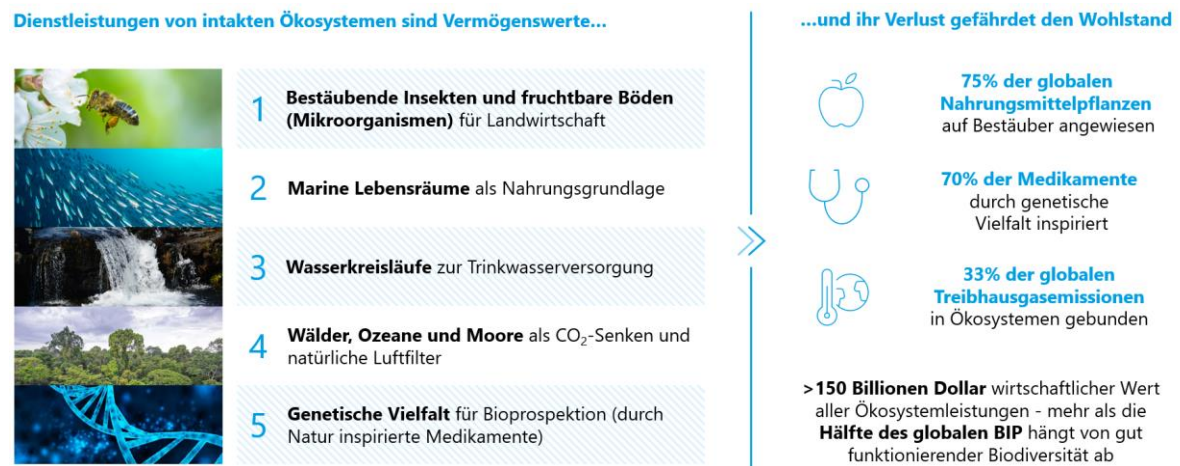 Dienstleistungen von intakten Ökosystemen sind Vermögenswerte...
1
Bestäubende Insekten und fruchtbare Böden
(Mikroorganismen) für Landwirtschaft
2
Marine Lebensräume als Nahrungsgrundlage
3
Wasserkreisläufe zur Trinkwasserversorgung
4
Wälder, Ozeane und Moore als CO₂-Senken und
natürliche Luftfilter
5
Genetische Vielfalt für Bioprospektion (durch
Natur inspirierte Medikamente)
...und ihr Verlust gefährdet den Wohlstand
75% der globalen
Nahrungsmittelpflanzen
auf Bestäuber angewiesen
70% der Medikamente
durch genetische
Vielfalt inspiriert
33% der globalen
Treibhausgasemissionen
in Ökosystemen gebunden
>150 Billionen Dollar wirtschaftlicher Wert
aller Ökosystemleistungen - mehr als die
Hälfte des globalen BIP hängt von gut
funktionierender Biodiversität ab